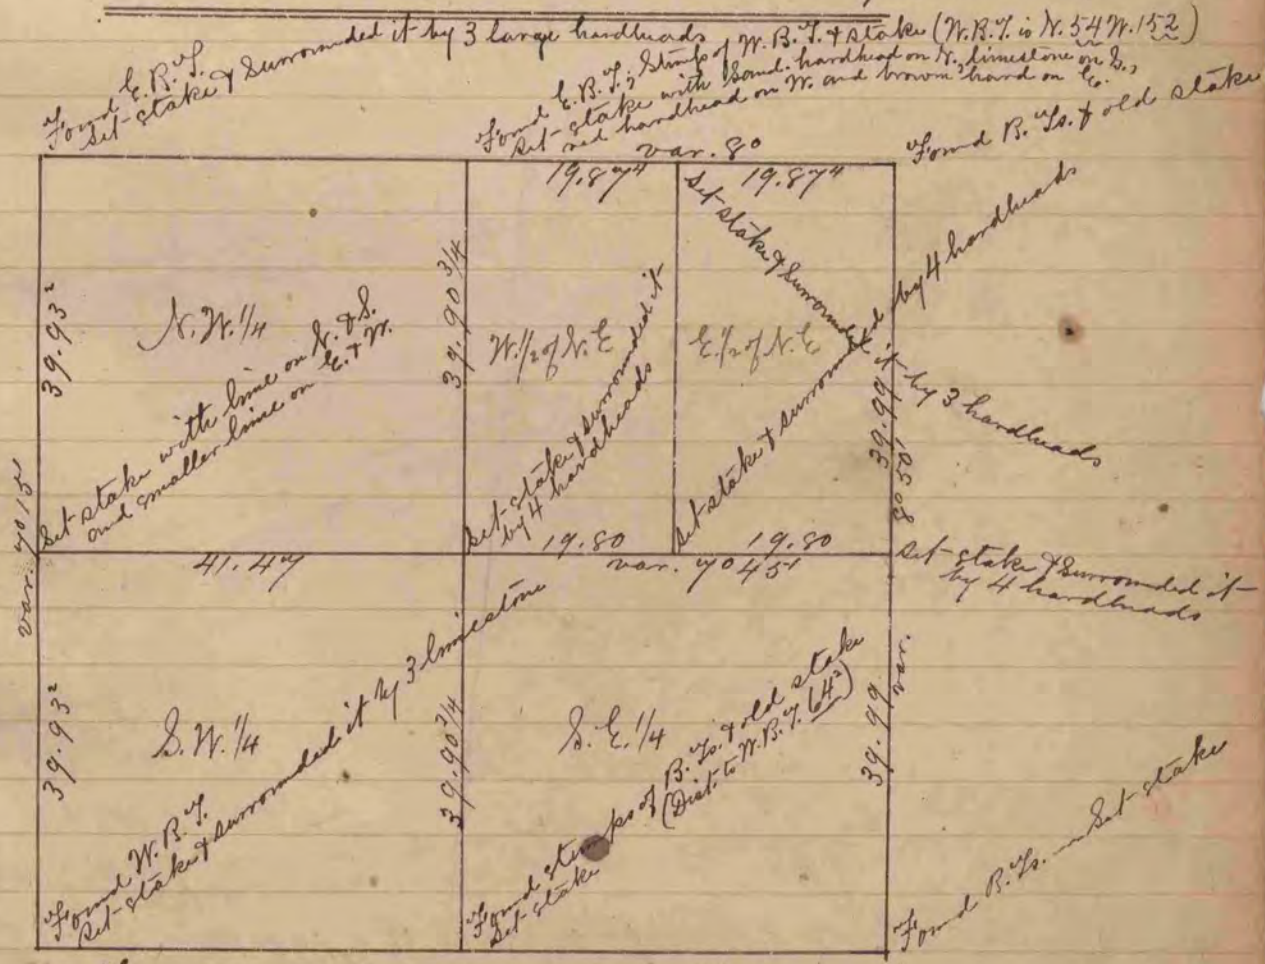 Found E.B.T.
Set stake & surrounded it by 3 large hardheads
Found E.B.T.; Stump of W.B.T. & stake (W.B.T. is N.54 W.152)
Set stake with sand. hardhead on N., limestone on S.,
red hardhead on W. and brown hard on E.
Found B.Ts. & old stake
var. 8°
19.87⁴
19.87⁴
Set stake & surrounded it by 3 hardheads
39.93²
N.W.1/4
39.90 3/4
W.1/2 of N.E
E.1/2 of N.E
39.99
8° 50'
Set stake with lime on N. & S.
and smaller lime on E. & W.
Set stake & surrounded it
by 4 hardheads
Set stake & surrounded by 4 hardheads
var. 7° 15'
41.47
19.80
19.80
var. 7° 45'
Set stake & surrounded it
by 4 hardheads
39.93²
S.W.1/4
39.90 3/4
S.E.1/4
39.99
var.
Found W.B.T.
Set stake & surrounded it by 3 limestone
Found stumps of B.Ts. & old stake
Set stake
(Dist. to W.B.T. 64²)
Found B.Ts. Set stake